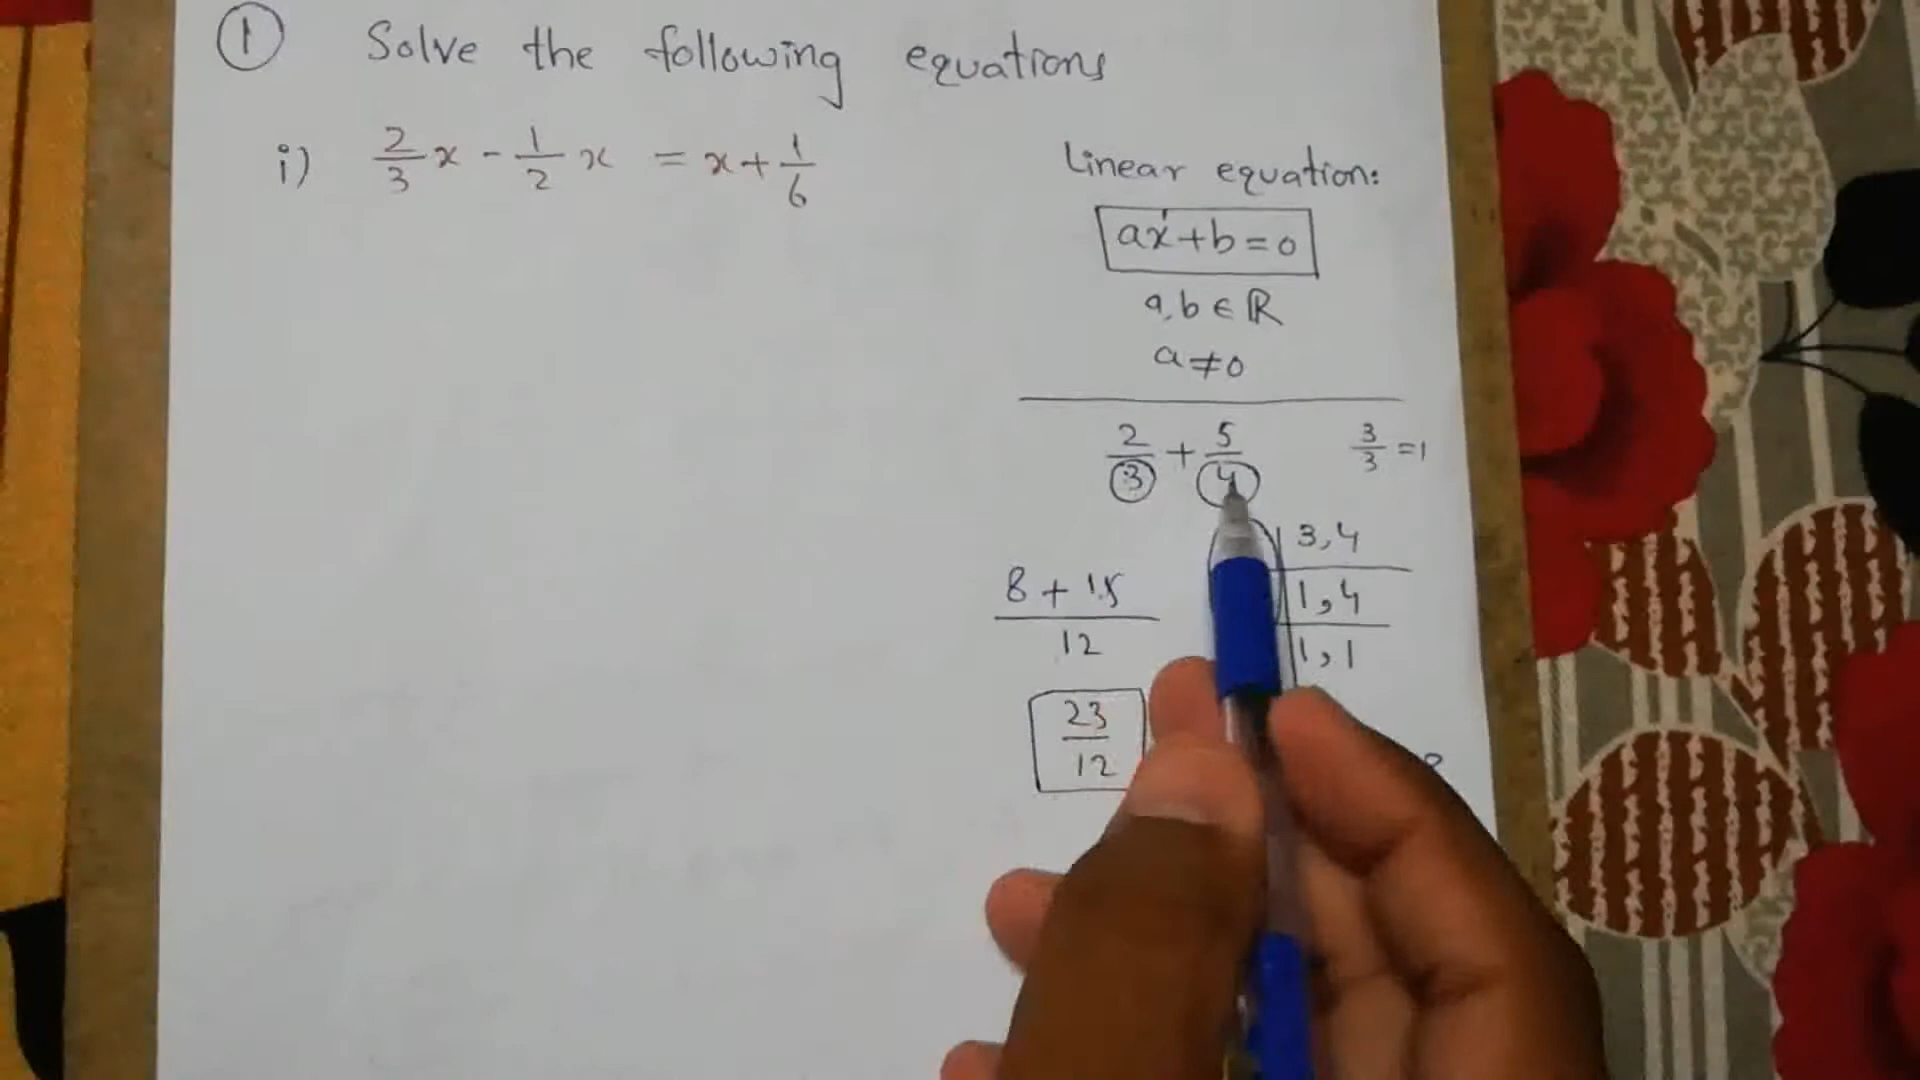 ① Solve the following equations
i) 2/3 x - 1/2 x = x + 1/6
Linear equation:
ax¹+b=0
a,b ∈ ℝ
a≠0
2/3 + 5/4
3/3 =1
3,4
8 + 15 / 12
1,4
1,1
23/12